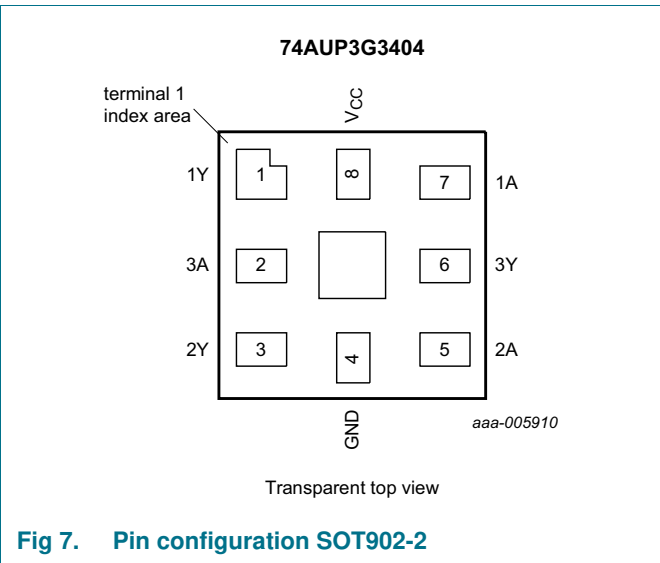 74AUP3G3404
terminal 1
index area
VCC
1Y 1 8 7 1A
3A 2 6 3Y
2Y 3 4 5 2A
GND
aaa-005910
Transparent top view
Fig 7. Pin configuration SOT902-2